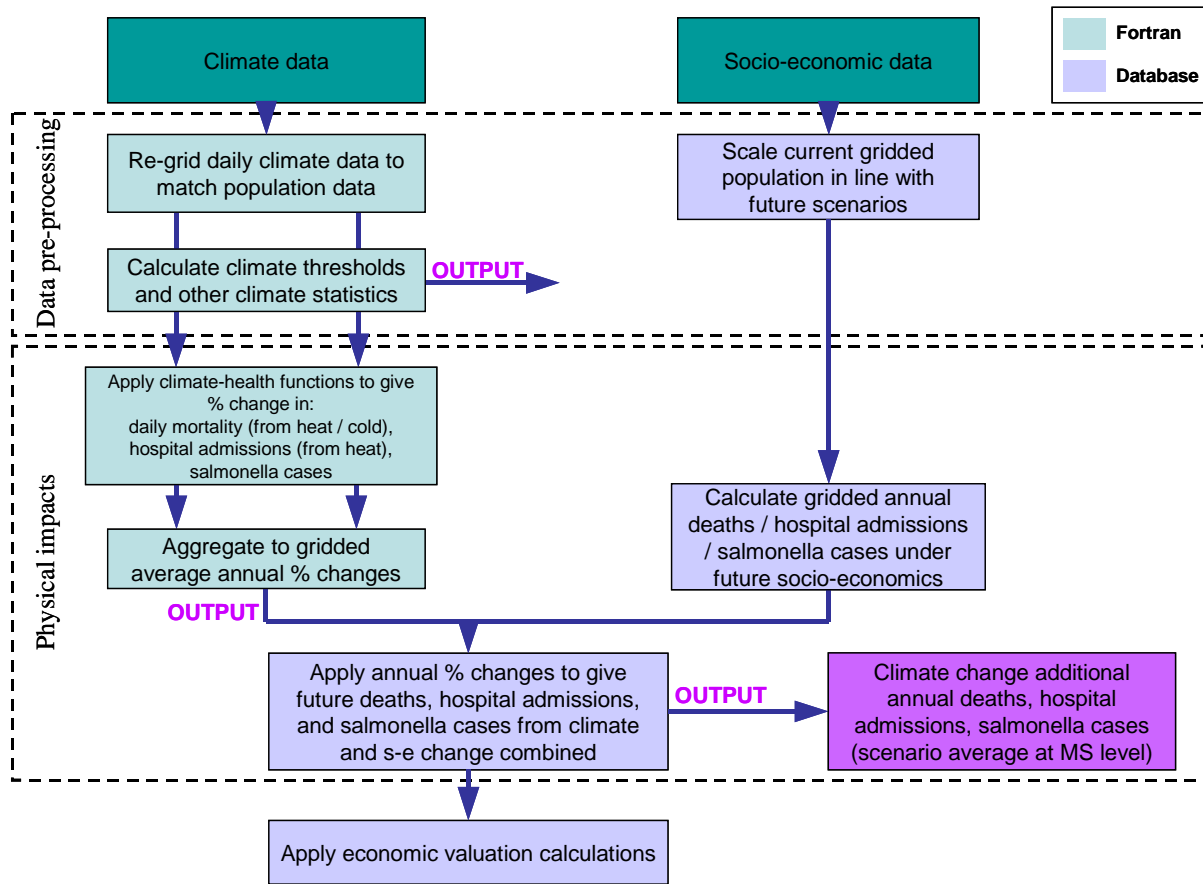 Climate data
Socio-economic data
Fortran
Database
Data pre-processing
Re-grid daily climate data to
match population data
Scale current gridded
population in line with
future scenarios
Calculate climate thresholds
and other climate statistics
OUTPUT
Physical impacts
Apply climate-health functions to give
% change in:
daily mortality (from heat / cold),
hospital admissions (from heat),
salmonella cases
Calculate gridded annual
deaths / hospital admissions
/ salmonella cases under
future socio-economics
Aggregate to gridded
average annual % changes
OUTPUT
Apply annual % changes to give
future deaths, hospital admissions,
and salmonella cases from climate
and s-e change combined
OUTPUT
Climate change additional
annual deaths, hospital
admissions, salmonella cases
(scenario average at MS level)
Apply economic valuation calculations